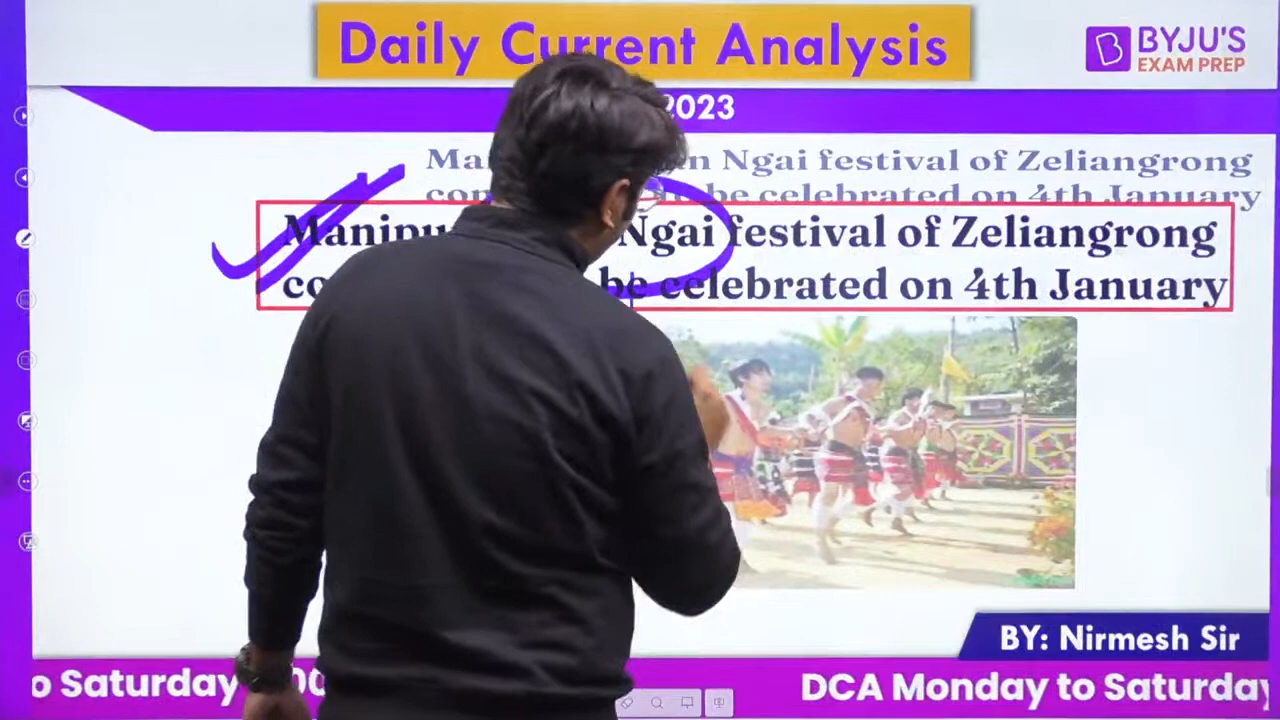 Daily Current Analysis
BYJU'S
EXAM PREP
2023
Ngai festival of Zeliangrong
be celebrated on 4th January
Ngai festival of Zeliangrong
be celebrated on 4th January
BY: Nirmesh Sir
to Saturday
DCA Monday to Saturday